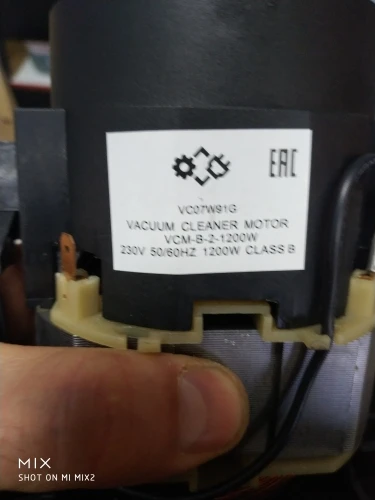 EAC
VC07W91G
VACUUM CLEANER MOTOR
VCM-B-2-1200W
230V 50/60HZ 1200W CLASS B
MIX
SHOT ON MI MIX2